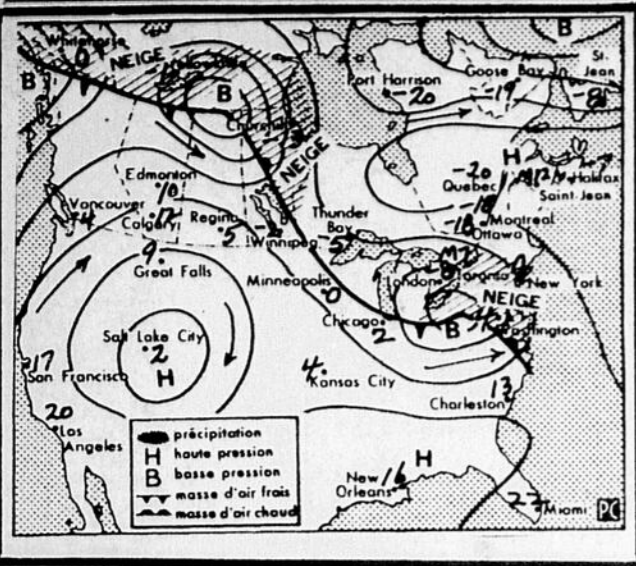 B
Whitehorse
0
NEIGE
B
St.
Jean
Goose Bay
-19
-8
Port Harrison
-20
B
Churchill
NEIGE
Edmonton
10
Vancouver
4
Calgary
12
Regina
5
Winnipeg
Thunder
Bay
-5
-20
Quebec
H
Halifax
Saint-Jean
-18
-18
Montreal
Ottawa
9
Great Falls
Minneapolis
0
London
Toronto
New York
NEIGE
Chicago
2
B
Washington
Salt Lake City
2
H
17
San Francisco
4
Kansas City
13
Charleston
20
Los
Angeles
précipitation
H haute pression
B basse pression
masse d'air frais
masse d'air chaud
H
New
Orleans
16
22
Miami
PC